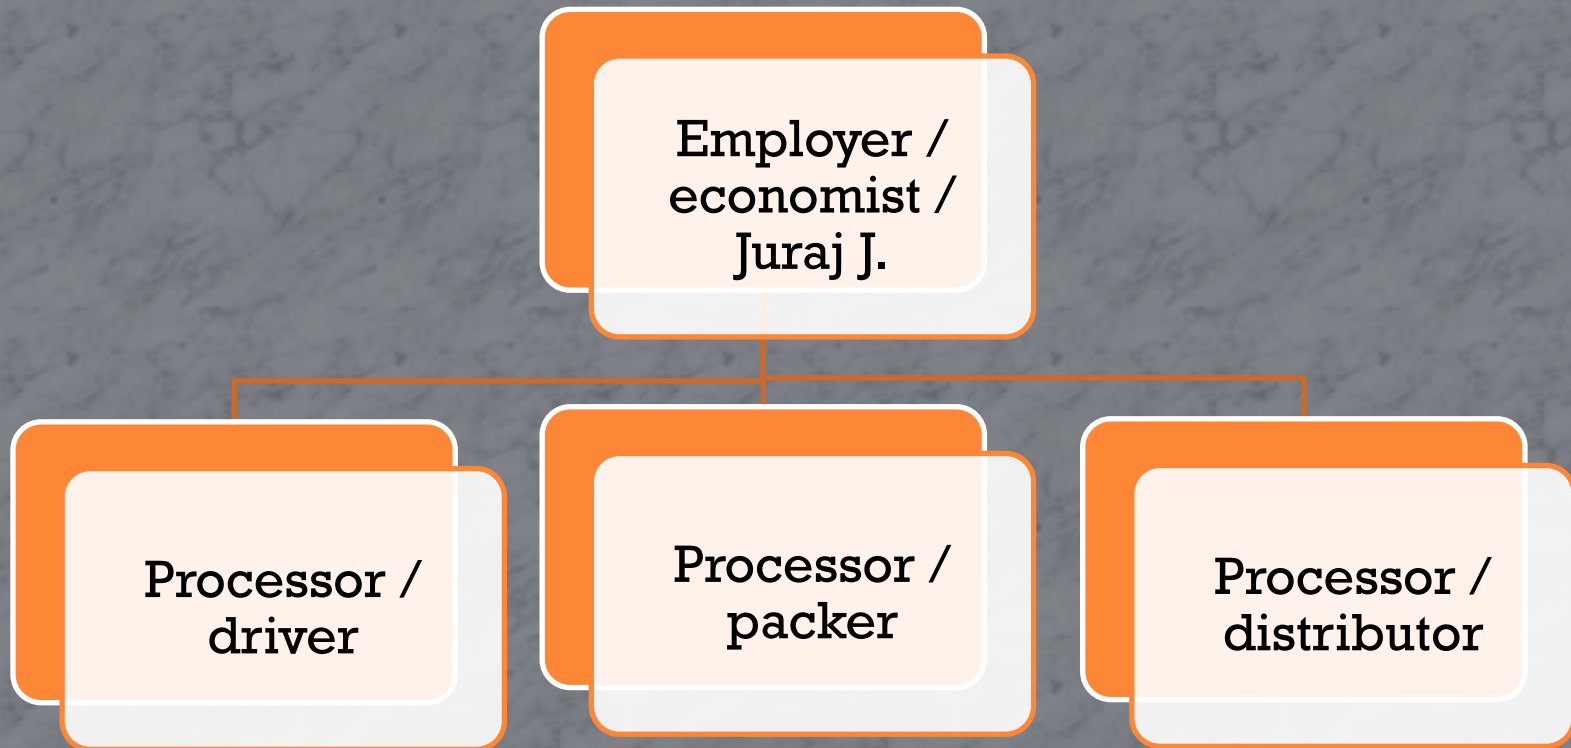 Employer /
economist /
Juraj J.
Processor /
driver
Processor /
packer
Processor /
distributor